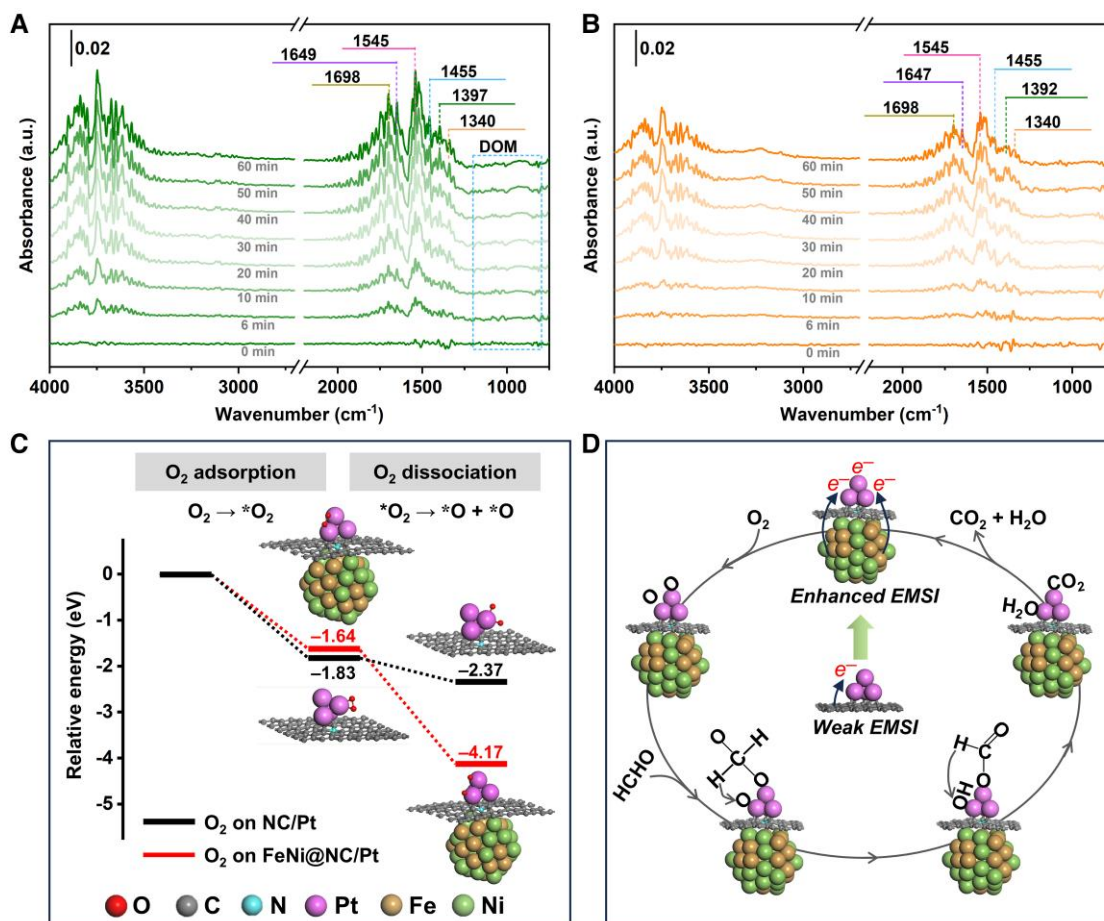 A
0.02
1545
1649
1455
1698
1397
1340
DOM
60 min
50 min
40 min
30 min
20 min
10 min
6 min
0 min
Absorbance (a.u.)
4000 3500 3000 2000 1500 1000
Wavenumber (cm⁻¹)
B
0.02
1545
1455
1647
1392
1698
1340
60 min
50 min
40 min
30 min
20 min
10 min
6 min
0 min
Absorbance (a.u.)
4000 3500 3000 2000 1500 1000
Wavenumber (cm⁻¹)
C
O₂ adsorption O₂ dissociation
O₂ → *O₂ *O₂ → *O + *O
Relative energy (eV)
0
-1
-2
-3
-4
-5
−1.64
−1.83
−2.37
−4.17
O₂ on NC/Pt
O₂ on FeNi@NC/Pt
O C N Pt Fe Ni
D
e⁻
e⁻ e⁻
O₂
CO₂ + H₂O
Enhanced EMSI
O O
CO₂
H₂O
e⁻
Weak EMSI
HCHO
O H
C
H O
O
O
H C
O
OH